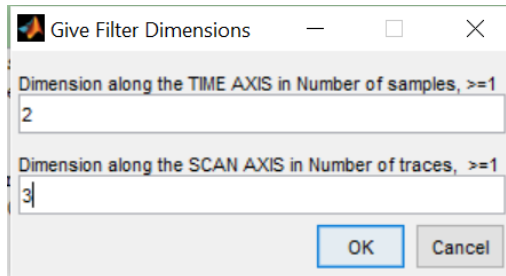 Give Filter Dimensions
Dimension along the TIME AXIS in Number of samples, >=1
2
Dimension along the SCAN AXIS in Number of traces, >=1
3
OK Cancel